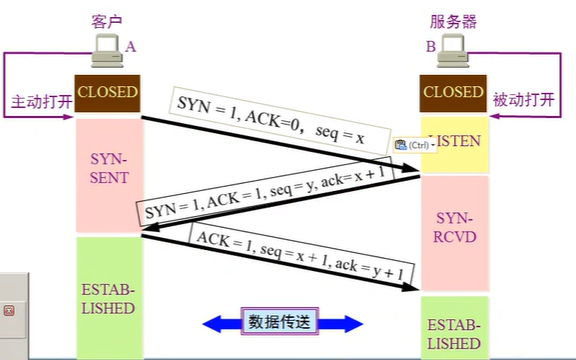 客户
服务器
A
B
主动打开
CLOSED
CLOSED
被动打开
SYN = 1, ACK=0, seq = x
(Ctrl)
LISTEN
SYN-
SENT
SYN = 1, ACK = 1, seq = y, ack= x + 1
SYN-
RCVD
ACK = 1, seq = x + 1, ack = y + 1
ESTAB-
LISHED
数据传送
ESTAB-
LISHED